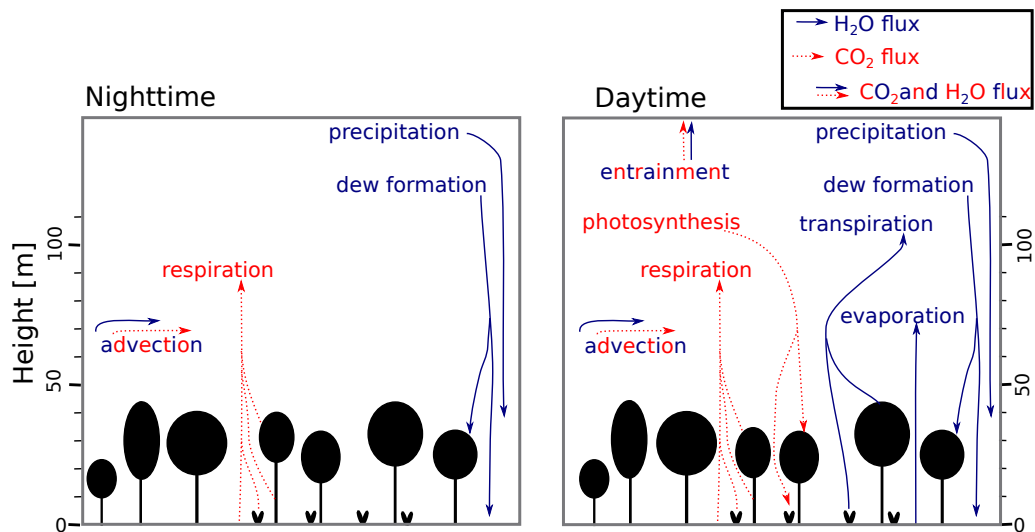 H₂O flux
CO₂ flux
CO₂and H₂O flux
Nighttime
Daytime
precipitation
dew formation
respiration
advection
Height [m]
100
50
0
entrainment
precipitation
dew formation
photosynthesis
transpiration
respiration
evaporation
advection
100
50
0